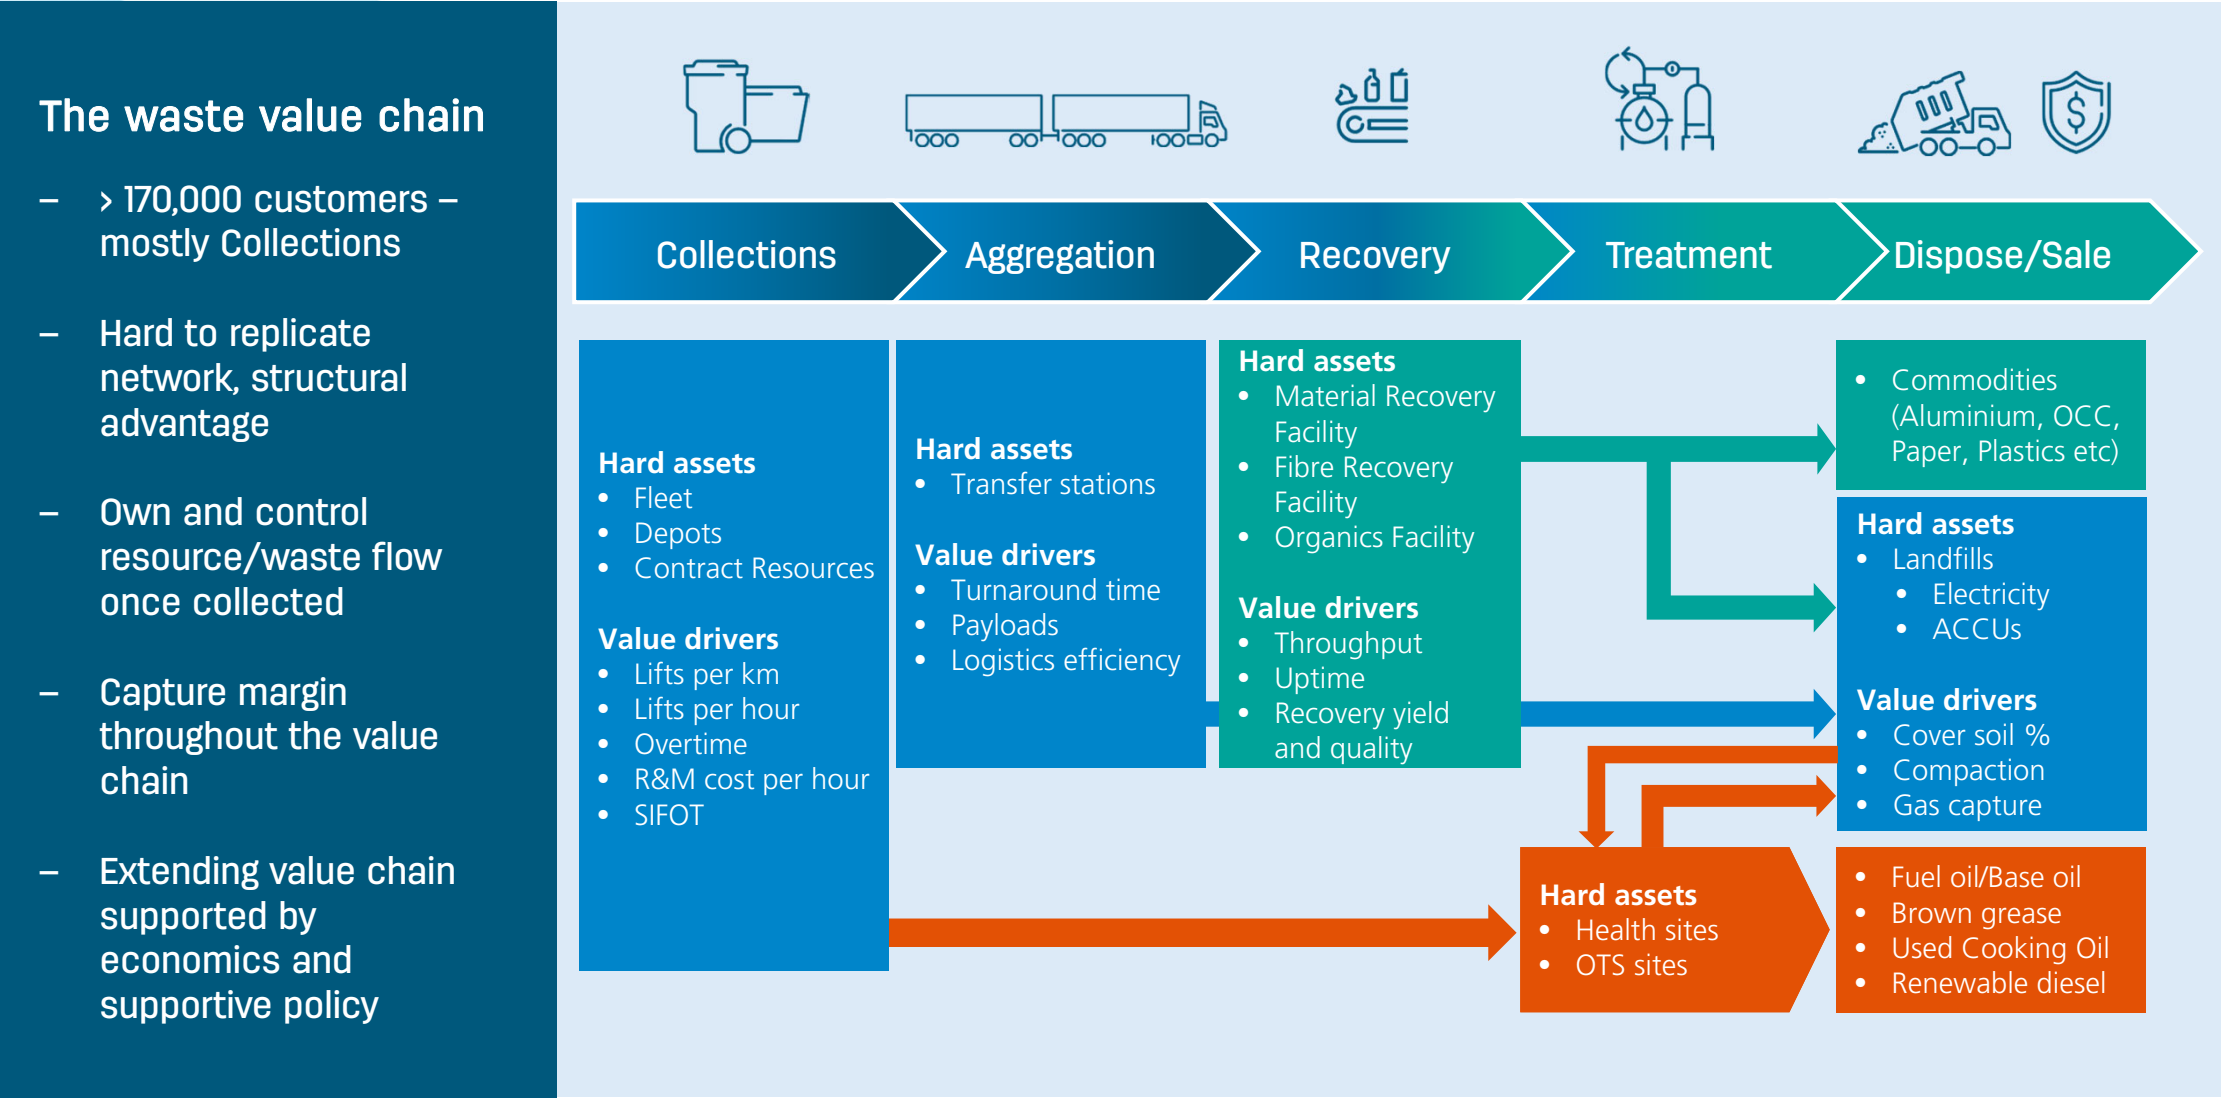 The waste value chain
– > 170,000 customers –
mostly Collections
– Hard to replicate
network, structural
advantage
– Own and control
resource/waste flow
once collected
– Capture margin
throughout the value
chain
– Extending value chain
supported by
economics and
supportive policy
$
Collections
Aggregation
Recovery
Treatment
Dispose/Sale
Hard assets
• Fleet
• Depots
• Contract Resources
Value drivers
• Lifts per km
• Lifts per hour
• Overtime
• R&M cost per hour
• SIFOT
Hard assets
• Transfer stations
Value drivers
• Turnaround time
• Payloads
• Logistics efficiency
Hard assets
• Material Recovery
Facility
• Fibre Recovery
Facility
• Organics Facility
Value drivers
• Throughput
• Uptime
• Recovery yield
and quality
Hard assets
• Health sites
• OTS sites
• Commodities
(Aluminium, OCC,
Paper, Plastics etc)
Hard assets
• Landfills
• Electricity
• ACCUs
Value drivers
• Cover soil %
• Compaction
• Gas capture
• Fuel oil/Base oil
• Brown grease
• Used Cooking Oil
• Renewable diesel